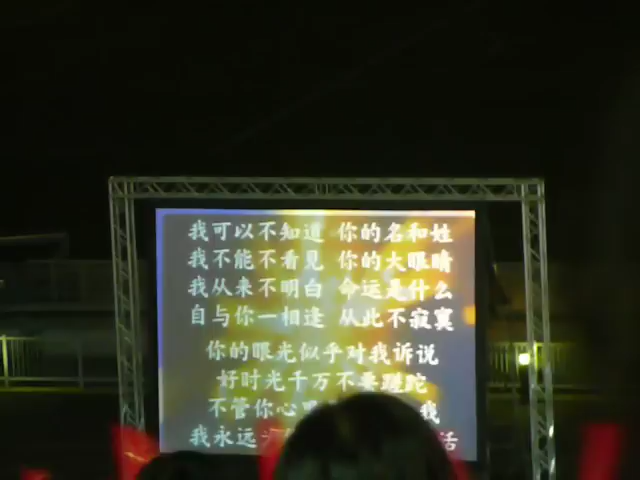 我可以不知道 你的名和姓
我不能不看见 你的大眼睛
我从来不明白 命运是什么
自与你一相逢 从此不寂寞
你的眼光似乎对我诉说
好时光千万不要蹉跎
不管你心里 我
我永远 活